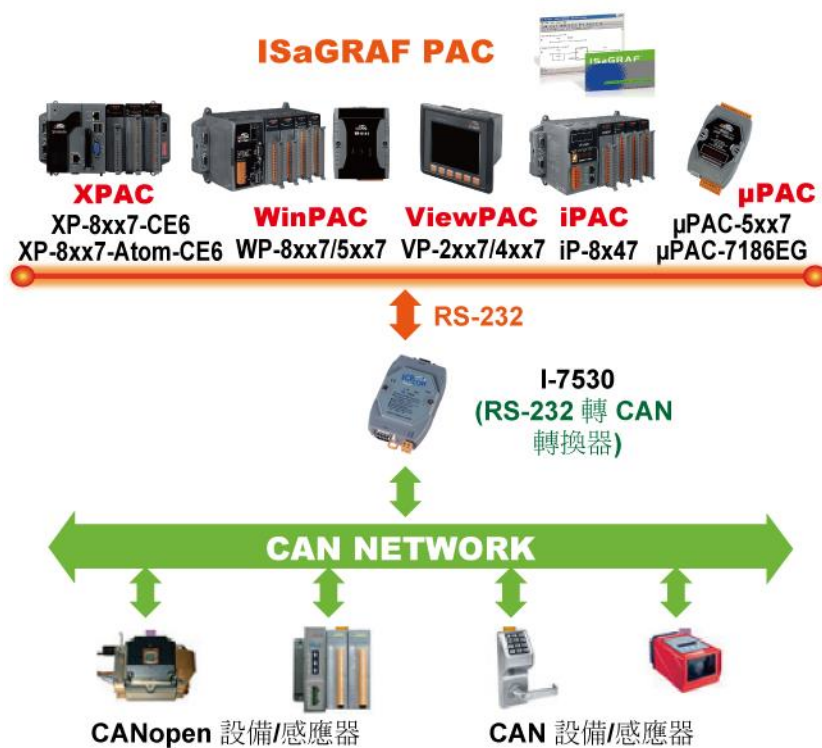 ISaGRAF PAC
ISaGRAF
XPAC
XP-8xx7-CE6
XP-8xx7-Atom-CE6
WinPAC
WP-8xx7/5xx7
ViewPAC
VP-2xx7/4xx7
iPAC
iP-8x47
µPAC
µPAC-5xx7
µPAC-7186EG
RS-232
I-7530
(RS-232 轉 CAN
轉換器)
CAN NETWORK
CANopen 設備/感應器
CAN 設備/感應器